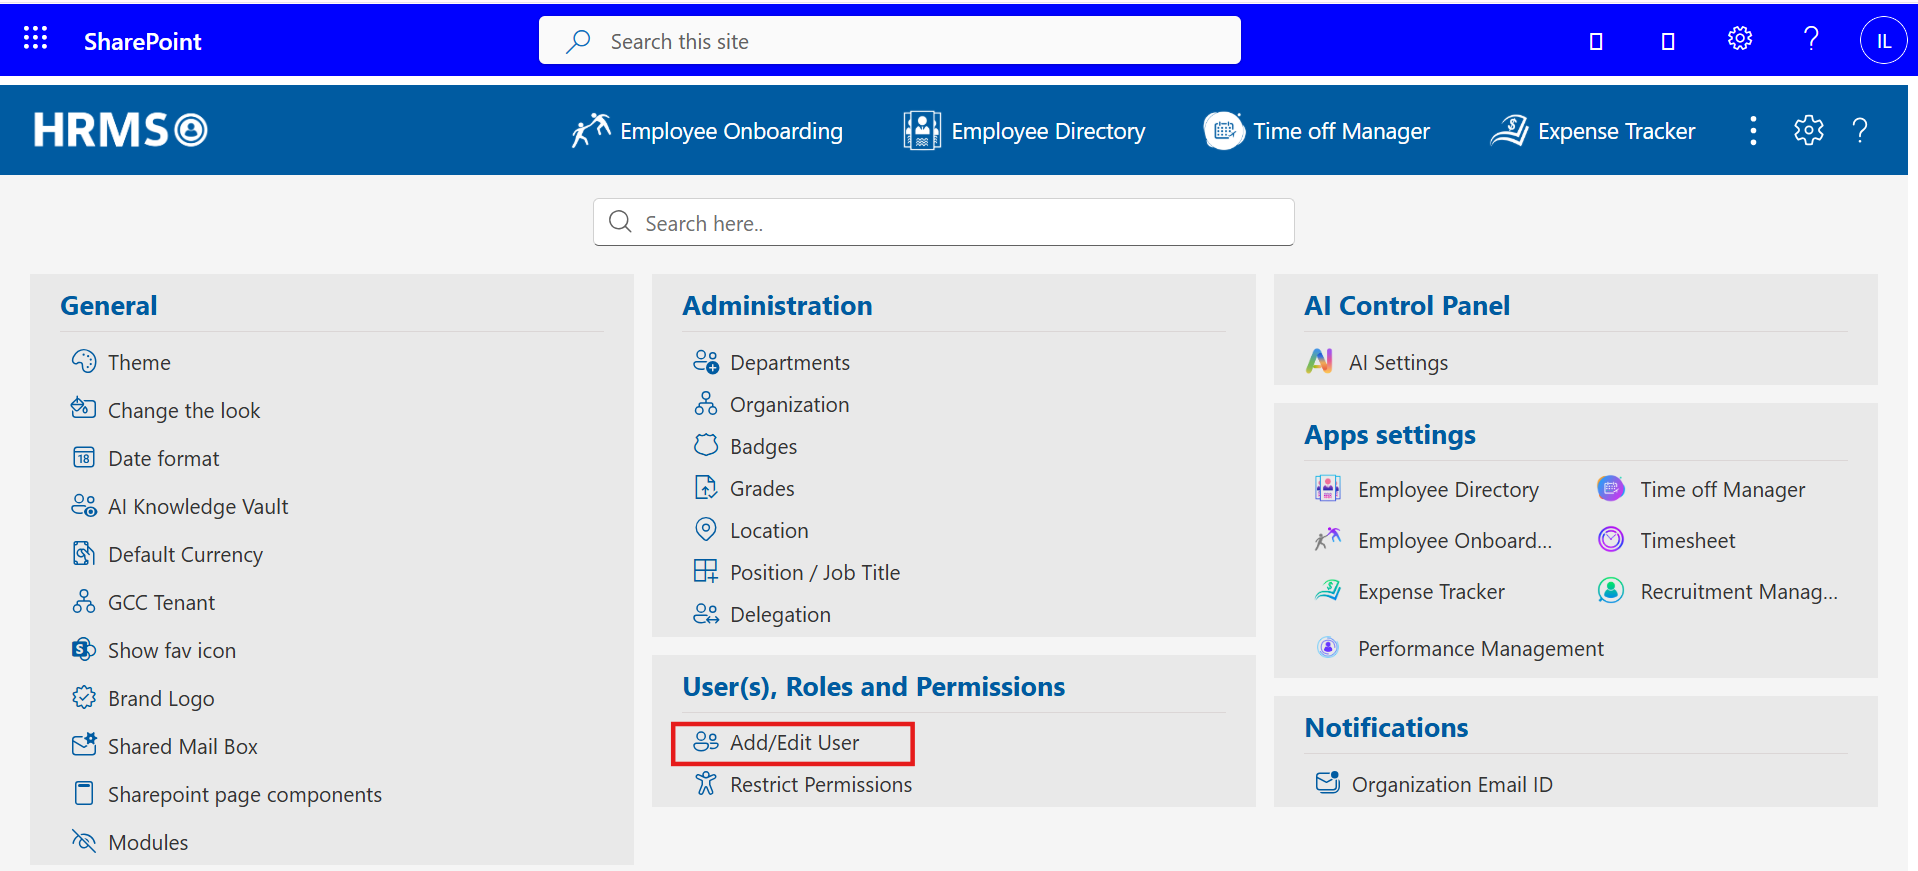 SharePoint
Search this site
IL
HRMS
Employee Onboarding
Employee Directory
Time off Manager
Expense Tracker
Search here..
General
Theme
Change the look
18
Date format
AI Knowledge Vault
Default Currency
GCC Tenant
S
Show fav icon
Brand Logo
Shared Mail Box
Sharepoint page components
Modules
Administration
Departments
Organization
Badges
Grades
Location
Position / Job Title
Delegation
User(s), Roles and Permissions
Add/Edit User
Restrict Permissions
AI Control Panel
AI
AI Settings
Apps settings
Employee Directory
Time off Manager
Employee Onboard...
Timesheet
Expense Tracker
Recruitment Manag...
Performance Management
Notifications
Organization Email ID